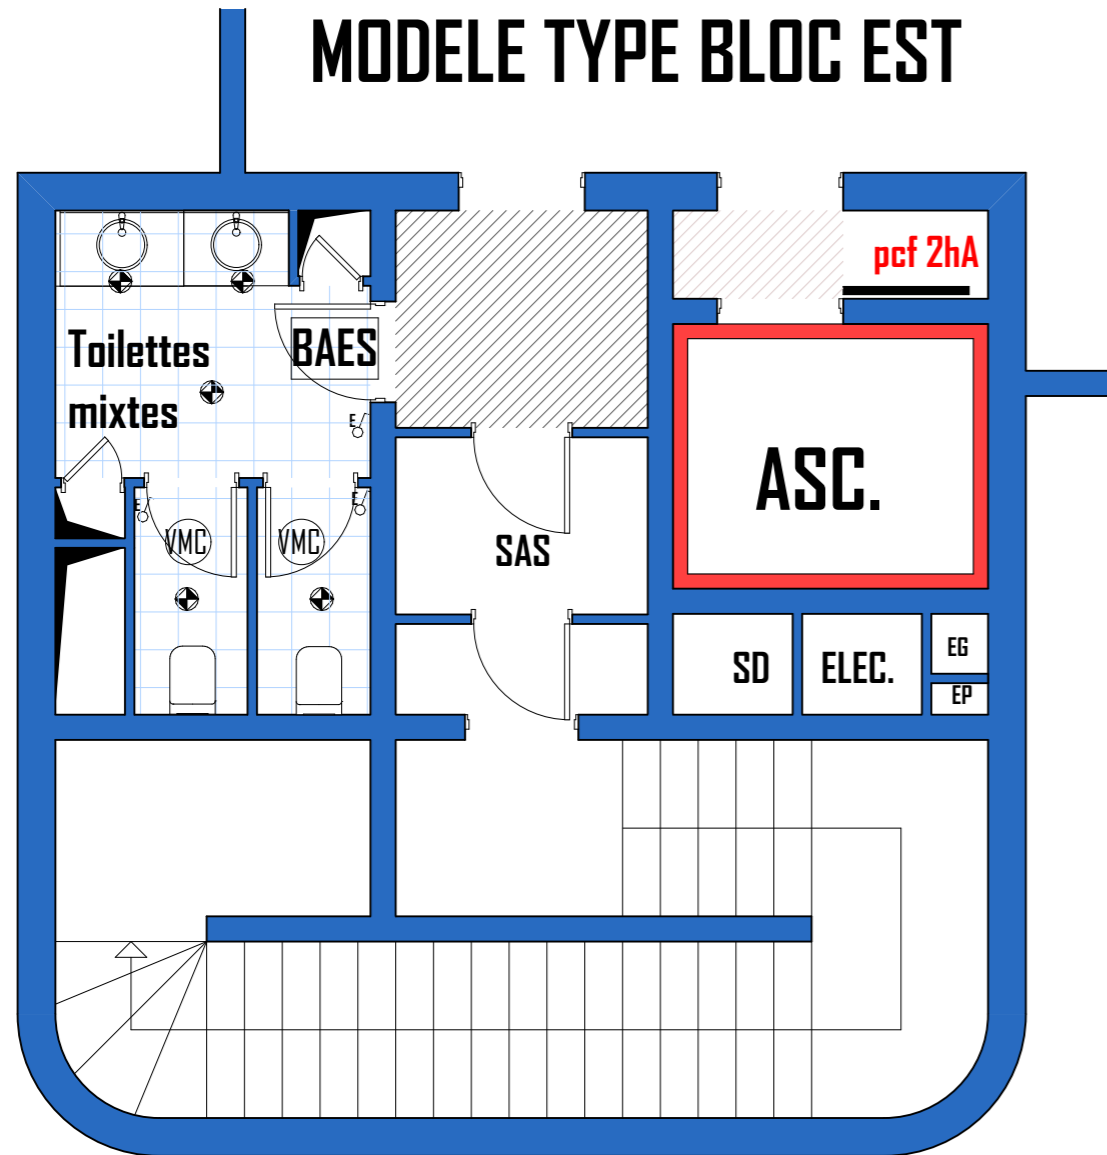 MODELE TYPE BLOC EST
pcf 2hA
BAES
Toilettes
mixtes
E
ASC.
E
E
VMC
VMC
SAS
SD
ELEC.
EG
EP